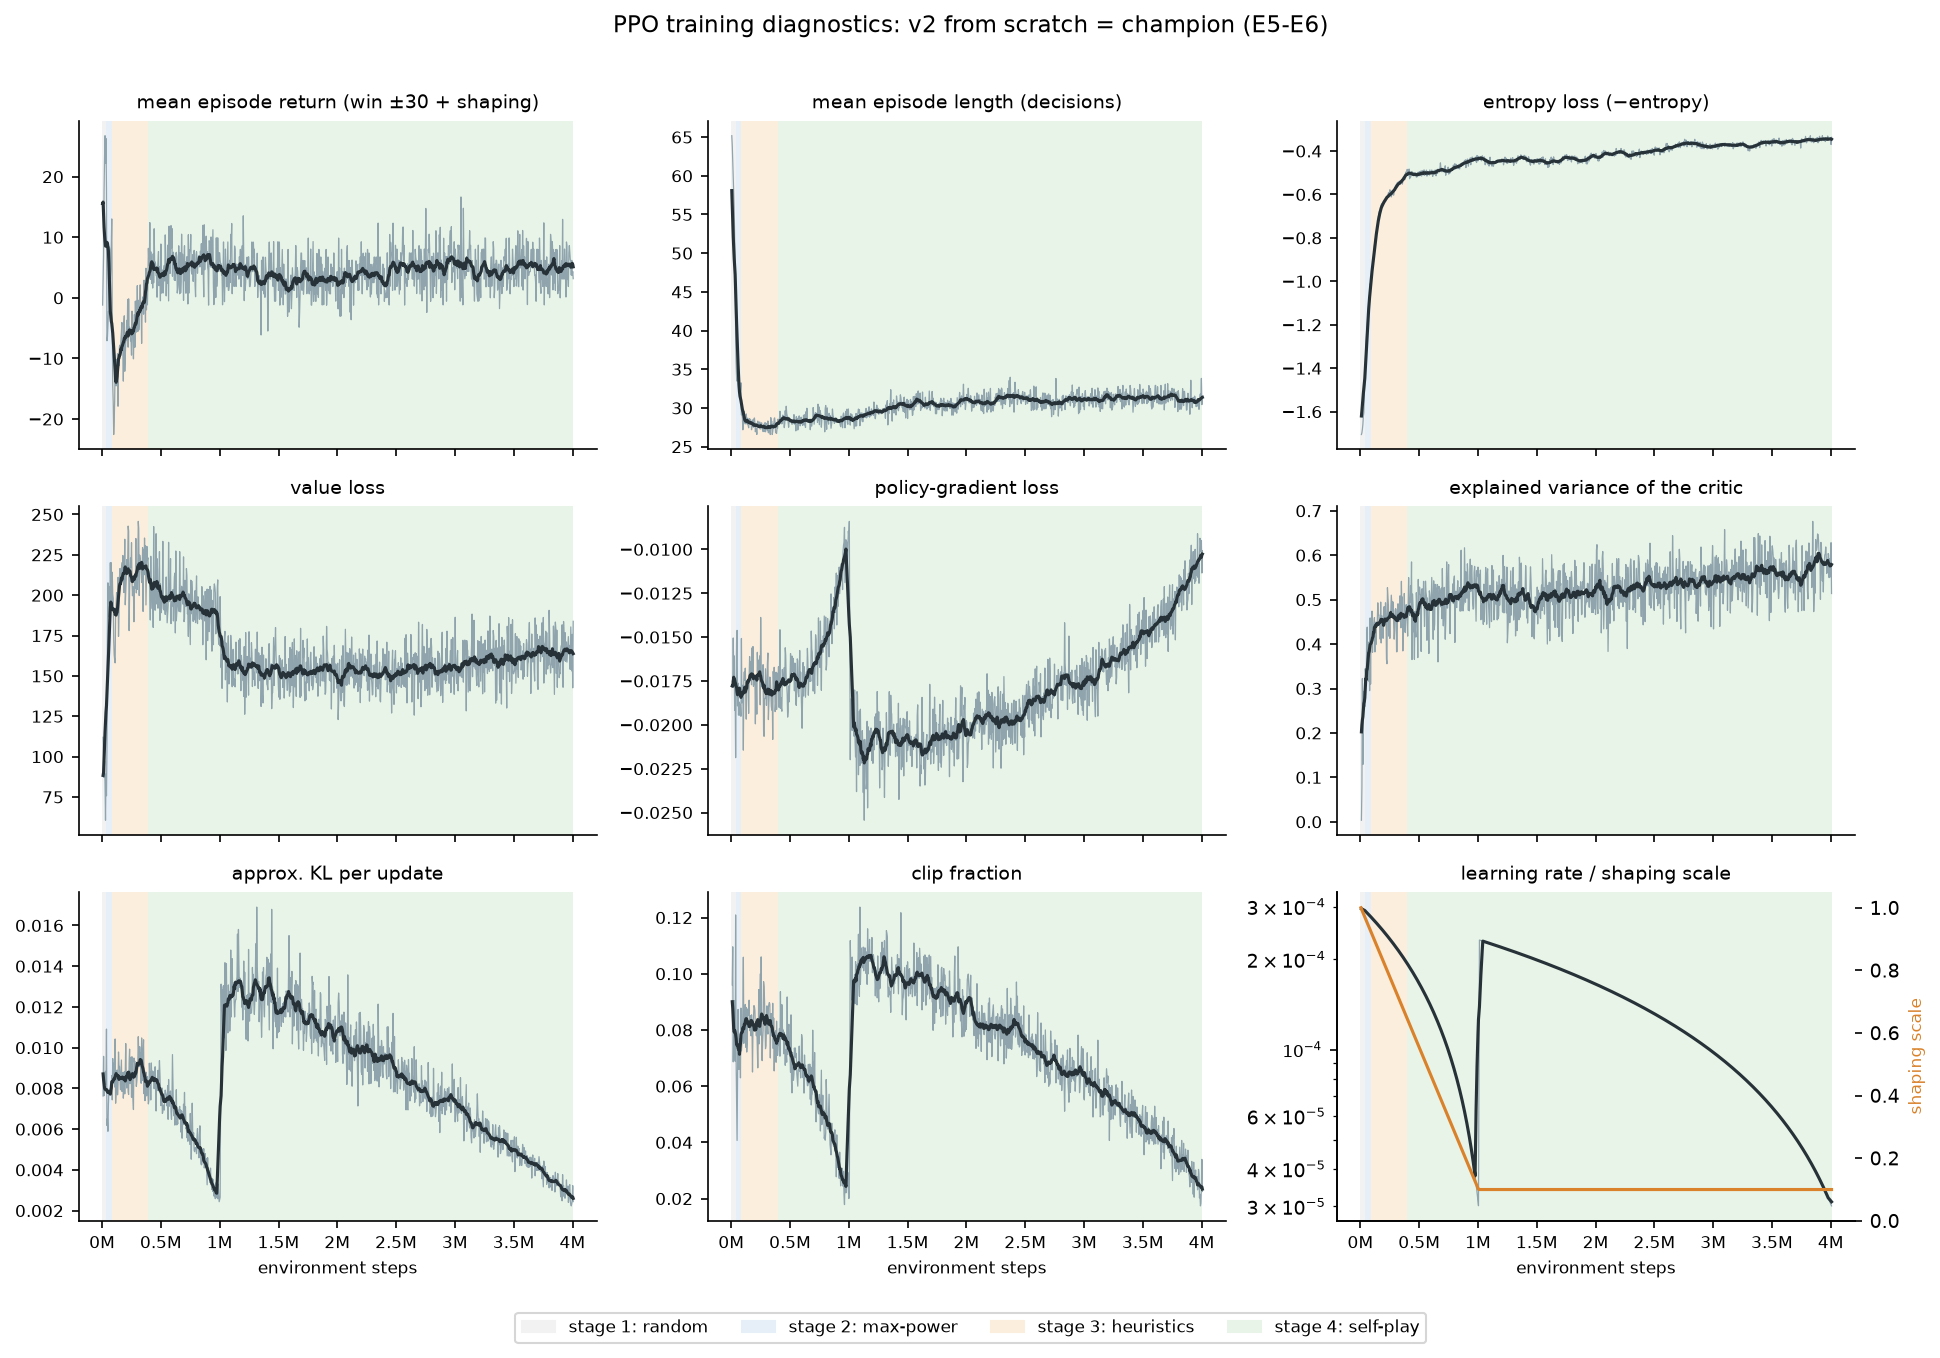 PPO training diagnostics: v2 from scratch = champion (E5-E6)
mean episode return (win ±30 + shaping)
20
10
0
−10
−20
mean episode length (decisions)
65
60
55
50
45
40
35
30
25
entropy loss (−entropy)
−0.4
−0.6
−0.8
−1.0
−1.2
−1.4
−1.6
value loss
250
225
200
175
150
125
100
75
policy-gradient loss
−0.0100
−0.0125
−0.0150
−0.0175
−0.0200
−0.0225
−0.0250
explained variance of the critic
0.7
0.6
0.5
0.4
0.3
0.2
0.1
0.0
approx. KL per update
0.016
0.014
0.012
0.010
0.008
0.006
0.004
0.002
0M 0.5M 1M 1.5M 2M 2.5M 3M 3.5M 4M
environment steps
clip fraction
0.12
0.10
0.08
0.06
0.04
0.02
0M 0.5M 1M 1.5M 2M 2.5M 3M 3.5M 4M
environment steps
learning rate / shaping scale
3 × 10⁻⁴
2 × 10⁻⁴
10⁻⁴
6 × 10⁻⁵
4 × 10⁻⁵
3 × 10⁻⁵
1.0
0.8
0.6
0.4
0.2
0.0
shaping scale
0M 0.5M 1M 1.5M 2M 2.5M 3M 3.5M 4M
environment steps
stage 1: random stage 2: max-power stage 3: heuristics stage 4: self-play